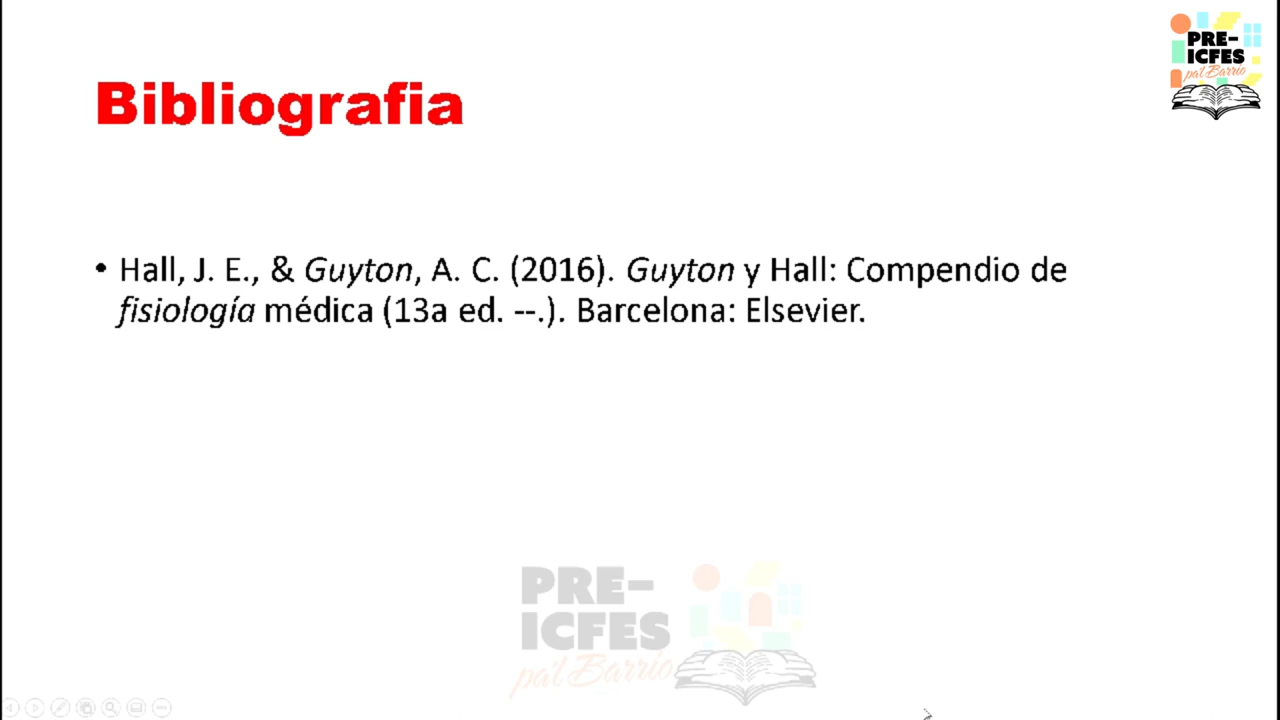 PRE-
ICFES
pa'l Barrio
Bibliografia
• Hall, J. E., & Guyton, A. C. (2016). Guyton y Hall: Compendio de
fisiología médica (13a ed. --.). Barcelona: Elsevier.
PRE-
ICFES
pa'l Barrio